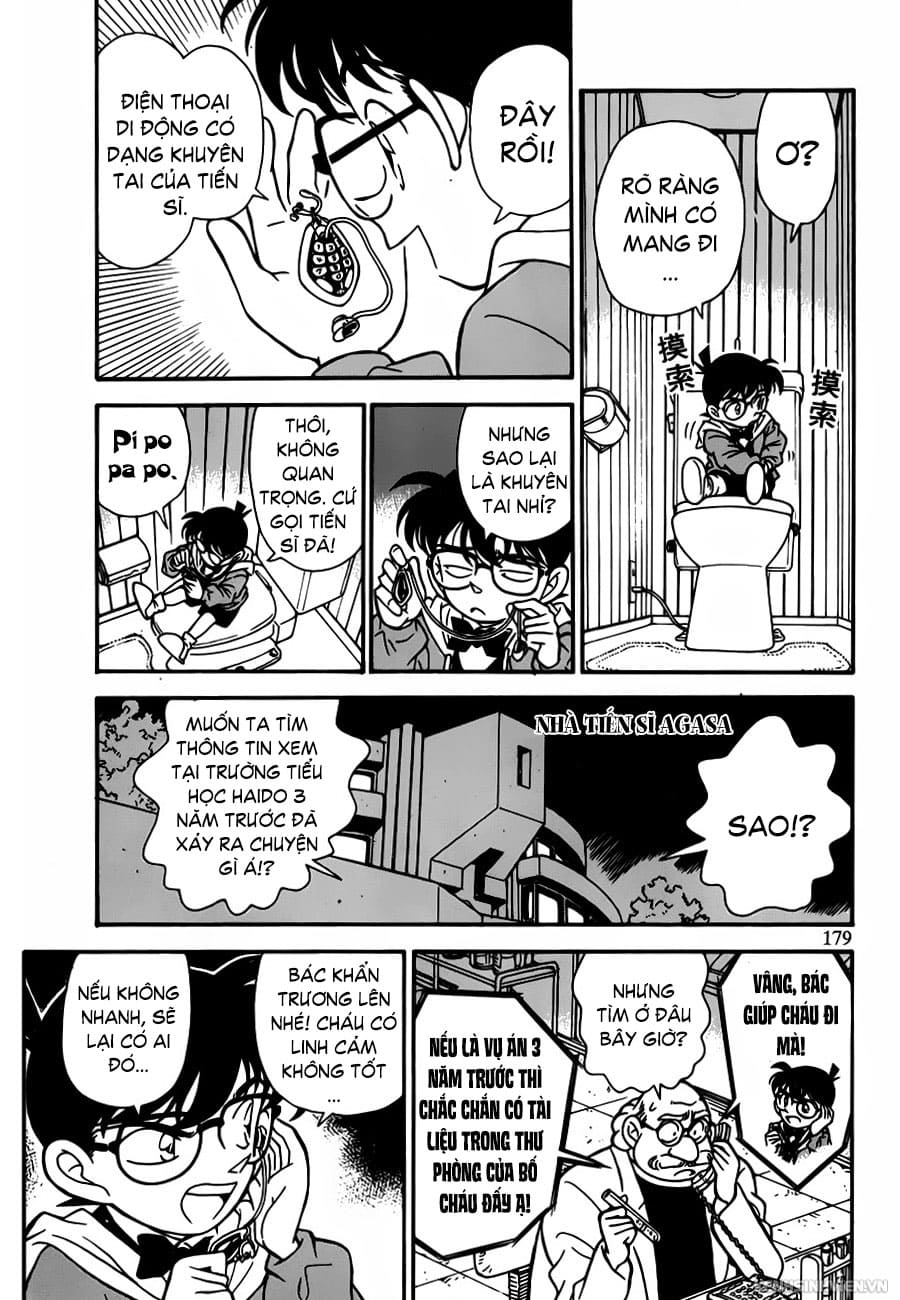 Ơ?
RÕ RÀNG
MÌNH CÓ
MANG ĐI
...
摸索
摸索
ĐÂY
RỒI!
ĐIỆN THOẠI
DI ĐỘNG CÓ
DẠNG KHUYÊN
TAI CỦA TIẾN
SĨ.
NHƯNG
SAO LẠI
LÀ KHUYÊN
TAI NHỈ?
THÔI,
KHÔNG
QUAN
TRỌNG. CỨ
GỌI TIẾN
SĨ ĐÃ!
Pí po
pa po.
NHÀ TIẾN SĨ AGASA
SAO!?
MUỐN TA TÌM
THÔNG TIN XEM
TẠI TRƯỜNG TIỂU
HỌC HAIDO 3
NĂM TRƯỚC ĐÃ
XẢY RA CHUYỆN
GÌ Á!?
179
VÂNG, BÁC
GIÚP CHÁU ĐI
MÀ!
NHƯNG
TÌM Ở ĐÂU
BÂY GIỜ?
NẾU LÀ VỤ ÁN 3
NĂM TRƯỚC THÌ
CHẮC CHẮN CÓ TÀI
LIỆU TRONG THƯ
PHÒNG CỦA BỐ
CHÁU ĐẤY Ạ!
BÁC KHẨN
TRƯƠNG LÊN
NHÉ! CHÁU CÓ
LINH CẢM
KHÔNG TỐT
...
NẾU KHÔNG
NHANH, SẼ
LẠI CÓ AI
ĐÓ...